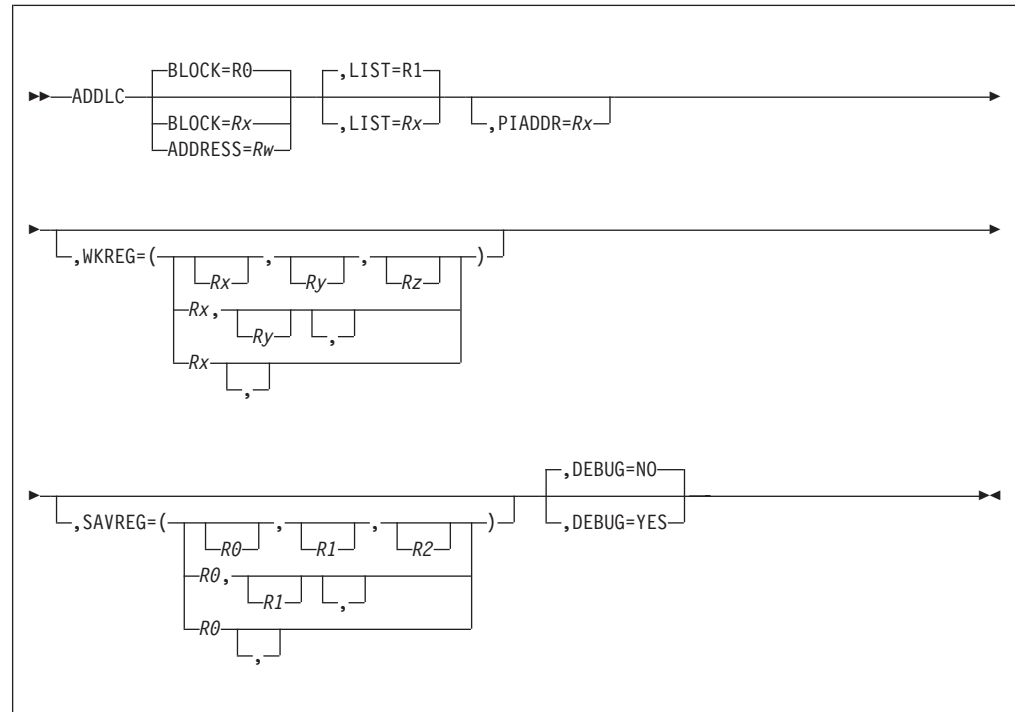 BLOCK=R0 ,LIST=R1
ADDLC
BLOCK=Rx ,LIST=Rx ,PIADDR=Rx
ADDRESS=Rw
,WKREG=( , , )
Rx Ry Rz
Rx, 
Ry ,
Rx
,
,DEBUG=NO
,SAVREG=( , , ) ,DEBUG=YES
R0 R1 R2
R0,
R1 ,
R0
,